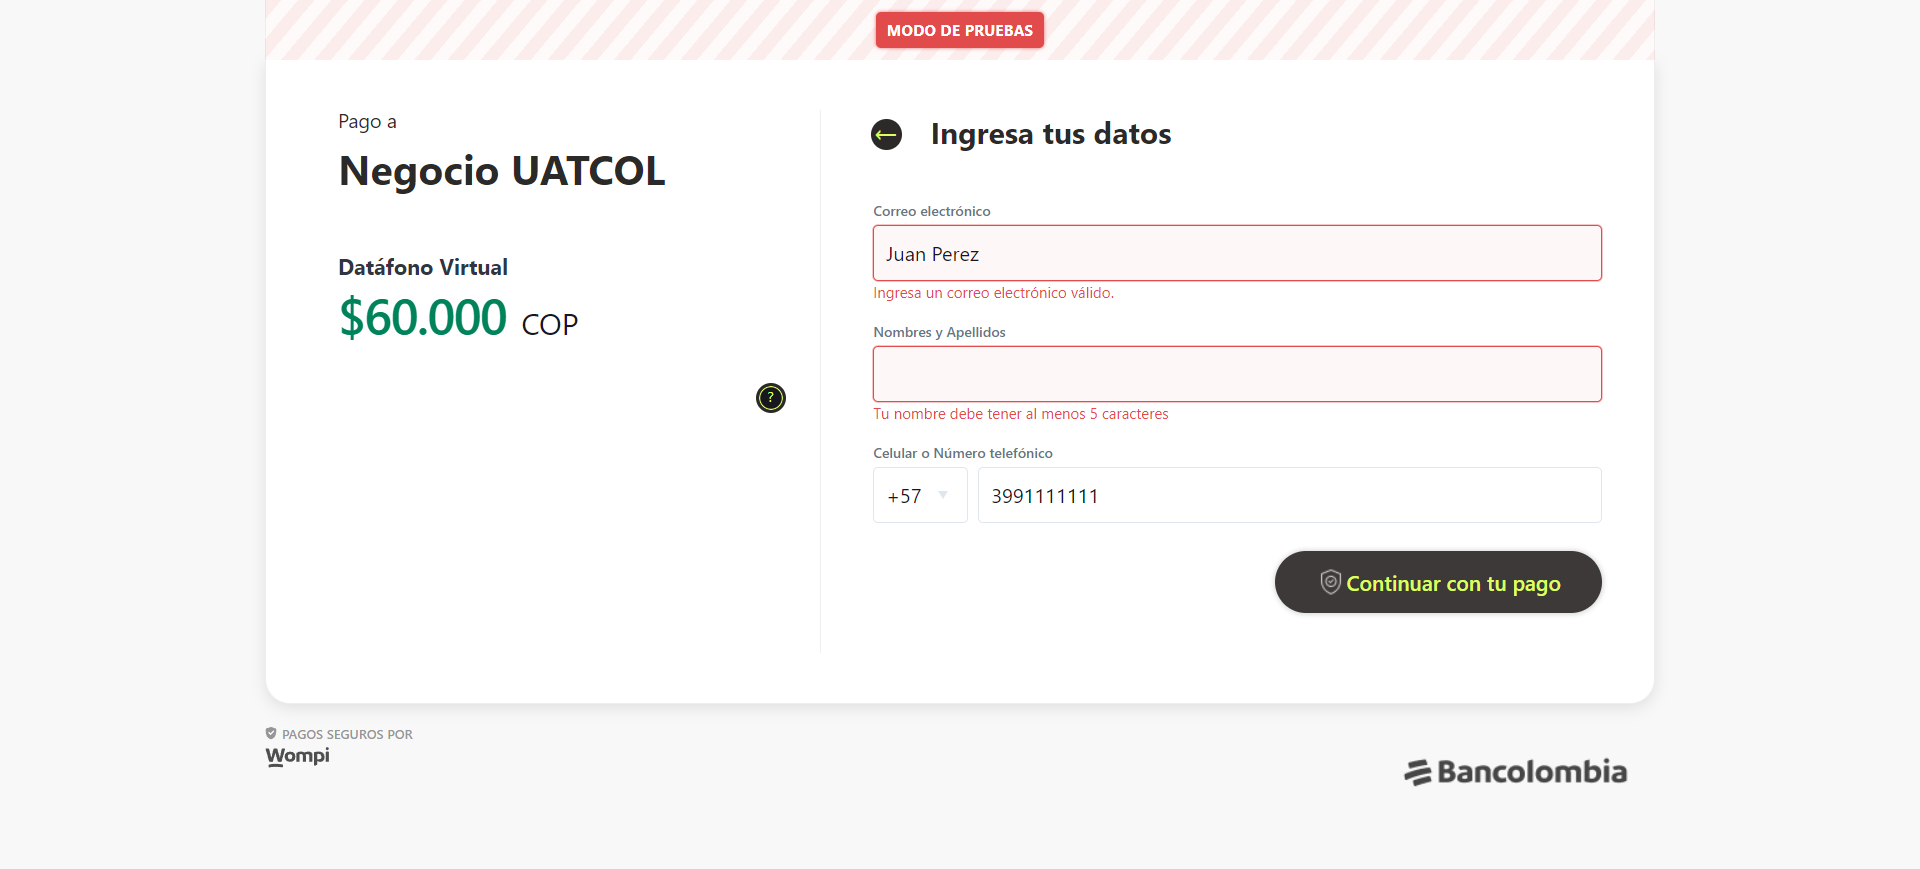 MODO DE PRUEBAS
Pago a
Negocio UATCOL
Datáfono Virtual
$60.000 COP
?
Ingresa tus datos
Correo electrónico
Juan Perez
Ingresa un correo electrónico válido.
Nombres y Apellidos
Tu nombre debe tener al menos 5 caracteres
Celular o Número telefónico
+57 3991111111
Continuar con tu pago
PAGOS SEGUROS POR
Wompi
Bancolombia